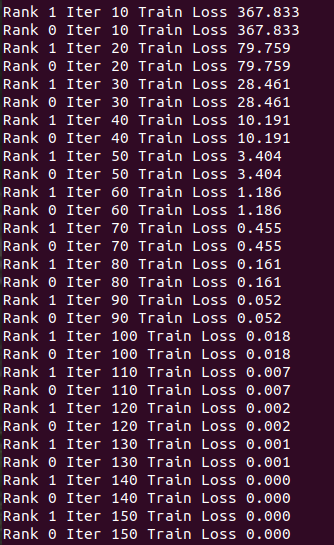 Rank 1 Iter 10 Train Loss 367.833
Rank 0 Iter 10 Train Loss 367.833
Rank 1 Iter 20 Train Loss 79.759
Rank 0 Iter 20 Train Loss 79.759
Rank 1 Iter 30 Train Loss 28.461
Rank 0 Iter 30 Train Loss 28.461
Rank 1 Iter 40 Train Loss 10.191
Rank 0 Iter 40 Train Loss 10.191
Rank 1 Iter 50 Train Loss 3.404
Rank 0 Iter 50 Train Loss 3.404
Rank 1 Iter 60 Train Loss 1.186
Rank 0 Iter 60 Train Loss 1.186
Rank 1 Iter 70 Train Loss 0.455
Rank 0 Iter 70 Train Loss 0.455
Rank 1 Iter 80 Train Loss 0.161
Rank 0 Iter 80 Train Loss 0.161
Rank 1 Iter 90 Train Loss 0.052
Rank 0 Iter 90 Train Loss 0.052
Rank 1 Iter 100 Train Loss 0.018
Rank 0 Iter 100 Train Loss 0.018
Rank 1 Iter 110 Train Loss 0.007
Rank 0 Iter 110 Train Loss 0.007
Rank 1 Iter 120 Train Loss 0.002
Rank 0 Iter 120 Train Loss 0.002
Rank 1 Iter 130 Train Loss 0.001
Rank 0 Iter 130 Train Loss 0.001
Rank 1 Iter 140 Train Loss 0.000
Rank 0 Iter 140 Train Loss 0.000
Rank 1 Iter 150 Train Loss 0.000
Rank 0 Iter 150 Train Loss 0.000